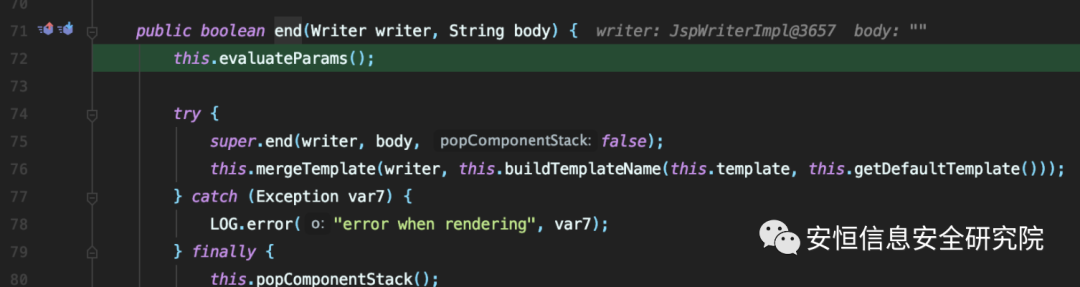 70
71 public boolean end(Writer writer, String body) { writer: JspWriterImpl@3657 body: ""
72 this.evaluateParams();
73
74 try {
75 super.end(writer, body, popComponentStack: false);
76 this.mergeTemplate(writer, this.buildTemplateName(this.template, this.getDefaultTemplate()));
77 } catch (Exception var7) {
78 LOG.error( o: "error when rendering", var7);
79 } finally {
80 this.popComponentStack();
安恒信息安全研究院